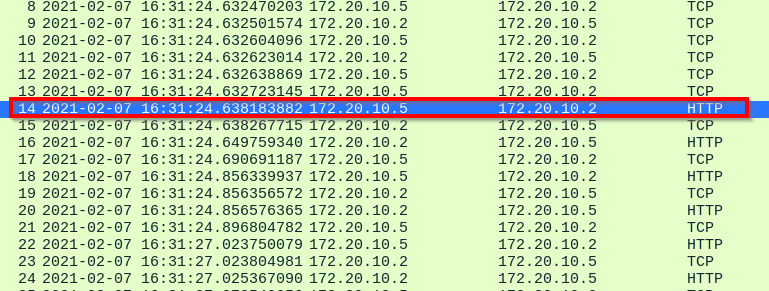 8 2021-02-07 16:31:24.632470203 172.20.10.5 172.20.10.2 TCP
9 2021-02-07 16:31:24.632501574 172.20.10.2 172.20.10.5 TCP
10 2021-02-07 16:31:24.632604096 172.20.10.5 172.20.10.2 TCP
11 2021-02-07 16:31:24.632623014 172.20.10.2 172.20.10.5 TCP
12 2021-02-07 16:31:24.632638869 172.20.10.5 172.20.10.2 TCP
13 2021-02-07 16:31:24.632723145 172.20.10.5 172.20.10.2 TCP
14 2021-02-07 16:31:24.638183882 172.20.10.5 172.20.10.2 HTTP
15 2021-02-07 16:31:24.638267715 172.20.10.2 172.20.10.5 TCP
16 2021-02-07 16:31:24.649759340 172.20.10.2 172.20.10.5 HTTP
17 2021-02-07 16:31:24.690691187 172.20.10.5 172.20.10.2 TCP
18 2021-02-07 16:31:24.856339937 172.20.10.5 172.20.10.2 HTTP
19 2021-02-07 16:31:24.856356572 172.20.10.2 172.20.10.5 TCP
20 2021-02-07 16:31:24.856576365 172.20.10.2 172.20.10.5 HTTP
21 2021-02-07 16:31:24.896804782 172.20.10.5 172.20.10.2 TCP
22 2021-02-07 16:31:27.023750079 172.20.10.5 172.20.10.2 HTTP
23 2021-02-07 16:31:27.023804981 172.20.10.2 172.20.10.5 TCP
24 2021-02-07 16:31:27.025367090 172.20.10.2 172.20.10.5 HTTP